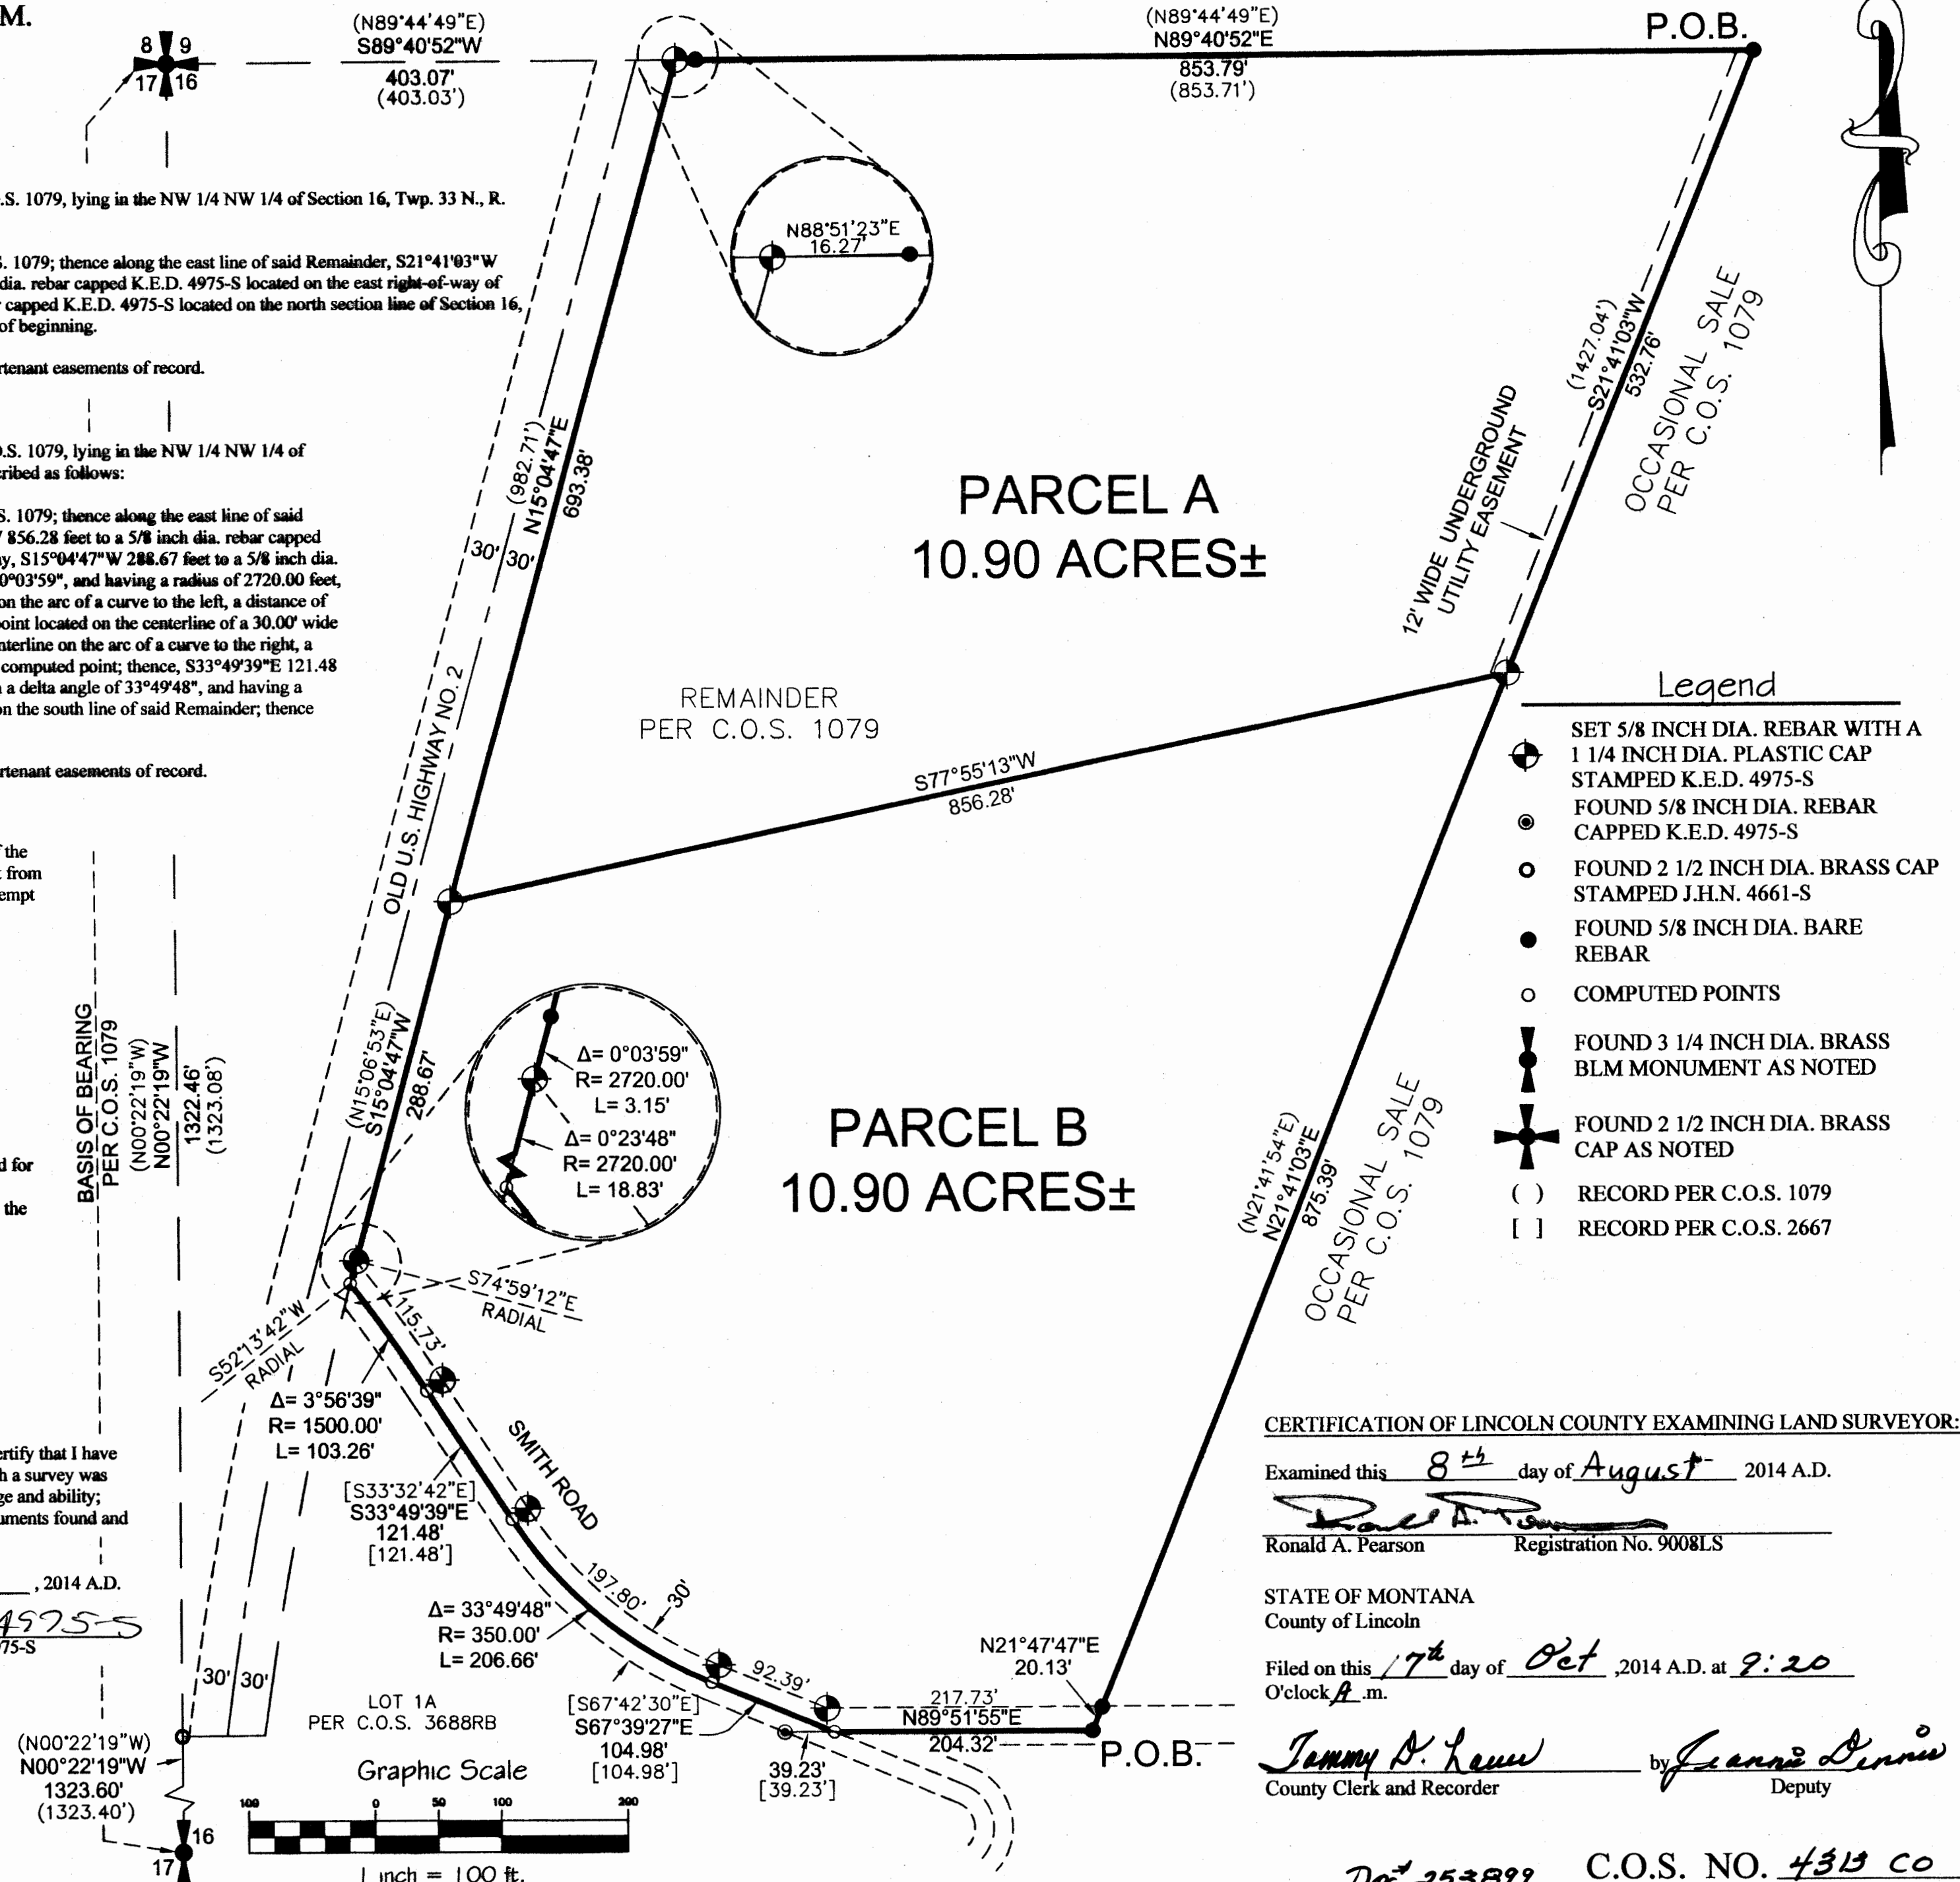 M.
8 9
17 16
(N89°44'49"E)
S89°40'52"W
403.07'
(403.03')
(N89°44'49"E)
N89°40'52"E
853.79'
(853.71')
P.O.B.
.S. 1079, lying in the NW 1/4 NW 1/4 of Section 16, Twp. 33 N., R.
S. 1079; thence along the east line of said Remainder, S21°41'03"W
dia. rebar capped K.E.D. 4975-S located on the east right-of-way of
capped K.E.D. 4975-S located on the north section line of Section 16,
of beginning.
rtenant easements of record.
N88°51'23"E
16.27'
(1427.04')
S21°41'03"W
532.76'
OCCASIONAL SALE
PER C.O.S. 1079
12' WIDE UNDERGROUND
UTILITY EASEMENT
(982.71')
N15°04'47"E
693.38'
30' 30'
PARCEL A
10.90 ACRES±
O.S. 1079, lying in the NW 1/4 NW 1/4 of
cribed as follows:
S. 1079; thence along the east line of said
856.28 feet to a 5/8 inch dia. rebar capped
y, S15°04'47"W 288.67 feet to a 5/8 inch dia.
0°03'59", and having a radius of 2720.00 feet,
on the arc of a curve to the left, a distance of
oint located on the centerline of a 30.00' wide
nterline on the arc of a curve to the right, a
computed point; thence, S33°49'39"E 121.48
a delta angle of 33°49'48", and having a
on the south line of said Remainder; thence
rtenant easements of record.
REMAINDER
PER C.O.S. 1079
OLD U.S. HIGHWAY NO. 2
S77°55'13"W
856.28'
Legend
SET 5/8 INCH DIA. REBAR WITH A
1 1/4 INCH DIA. PLASTIC CAP
STAMPED K.E.D. 4975-S
FOUND 5/8 INCH DIA. REBAR
CAPPED K.E.D. 4975-S
FOUND 2 1/2 INCH DIA. BRASS CAP
STAMPED J.H.N. 4661-S
FOUND 5/8 INCH DIA. BARE
REBAR
COMPUTED POINTS
FOUND 3 1/4 INCH DIA. BRASS
BLM MONUMENT AS NOTED
FOUND 2 1/2 INCH DIA. BRASS
CAP AS NOTED
( ) RECORD PER C.O.S. 1079
[ ] RECORD PER C.O.S. 2667
f the
t from
empt
BASIS OF BEARING
PER C.O.S. 1079
(N00°22'19"W)
N00°22'19"W
1322.46'
(1323.08')
d for
the
(N15°06'53"E)
S15°04'47"W
288.67'
Δ= 0°03'59"
R= 2720.00'
L= 3.15'
Δ= 0°23'48"
R= 2720.00'
L= 18.83'
PARCEL B
10.90 ACRES±
(N21°41'54"E)
N21°41'03"E
875.39'
OCCASIONAL SALE
PER C.O.S. 1079
S74°59'12"E
RADIAL
S52°13'42"W
RADIAL
115.73'
Δ= 3°56'39"
R= 1500.00'
L= 103.26'
SMITH ROAD
[S33°32'42"E]
S33°49'39"E
121.48'
[121.48']
197.80'
30'
Δ= 33°49'48"
R= 350.00'
L= 206.66'
92.39'
[S67°42'30"E]
S67°39'27"E
104.98'
[104.98']
N21°47'47"E
20.13'
217.73'
N89°51'55"E
204.32'
P.O.B.
39.23'
[39.23']
ertify that I have
h a survey was
ge and ability;
uments found and
, 2014 A.D.
4975-S
75-S
30' 30'
LOT 1A
PER C.O.S. 3688RB
(N00°22'19"W)
N00°22'19"W
1323.60'
(1323.40')
16
17
Graphic Scale
100 0 50 100 200
1 inch = 100 ft.
CERTIFICATION OF LINCOLN COUNTY EXAMINING LAND SURVEYOR:
Examined this 8th day of August 2014 A.D.
Ronald A. Pearson Registration No. 9008LS
STATE OF MONTANA
County of Lincoln
Filed on this 17th day of Oct ,2014 A.D. at 9:20
O'clock A .m.
Tammy D. Lauer by Jeannie Dennis
County Clerk and Recorder Deputy
Doc# 253899
C.O.S. NO. CO